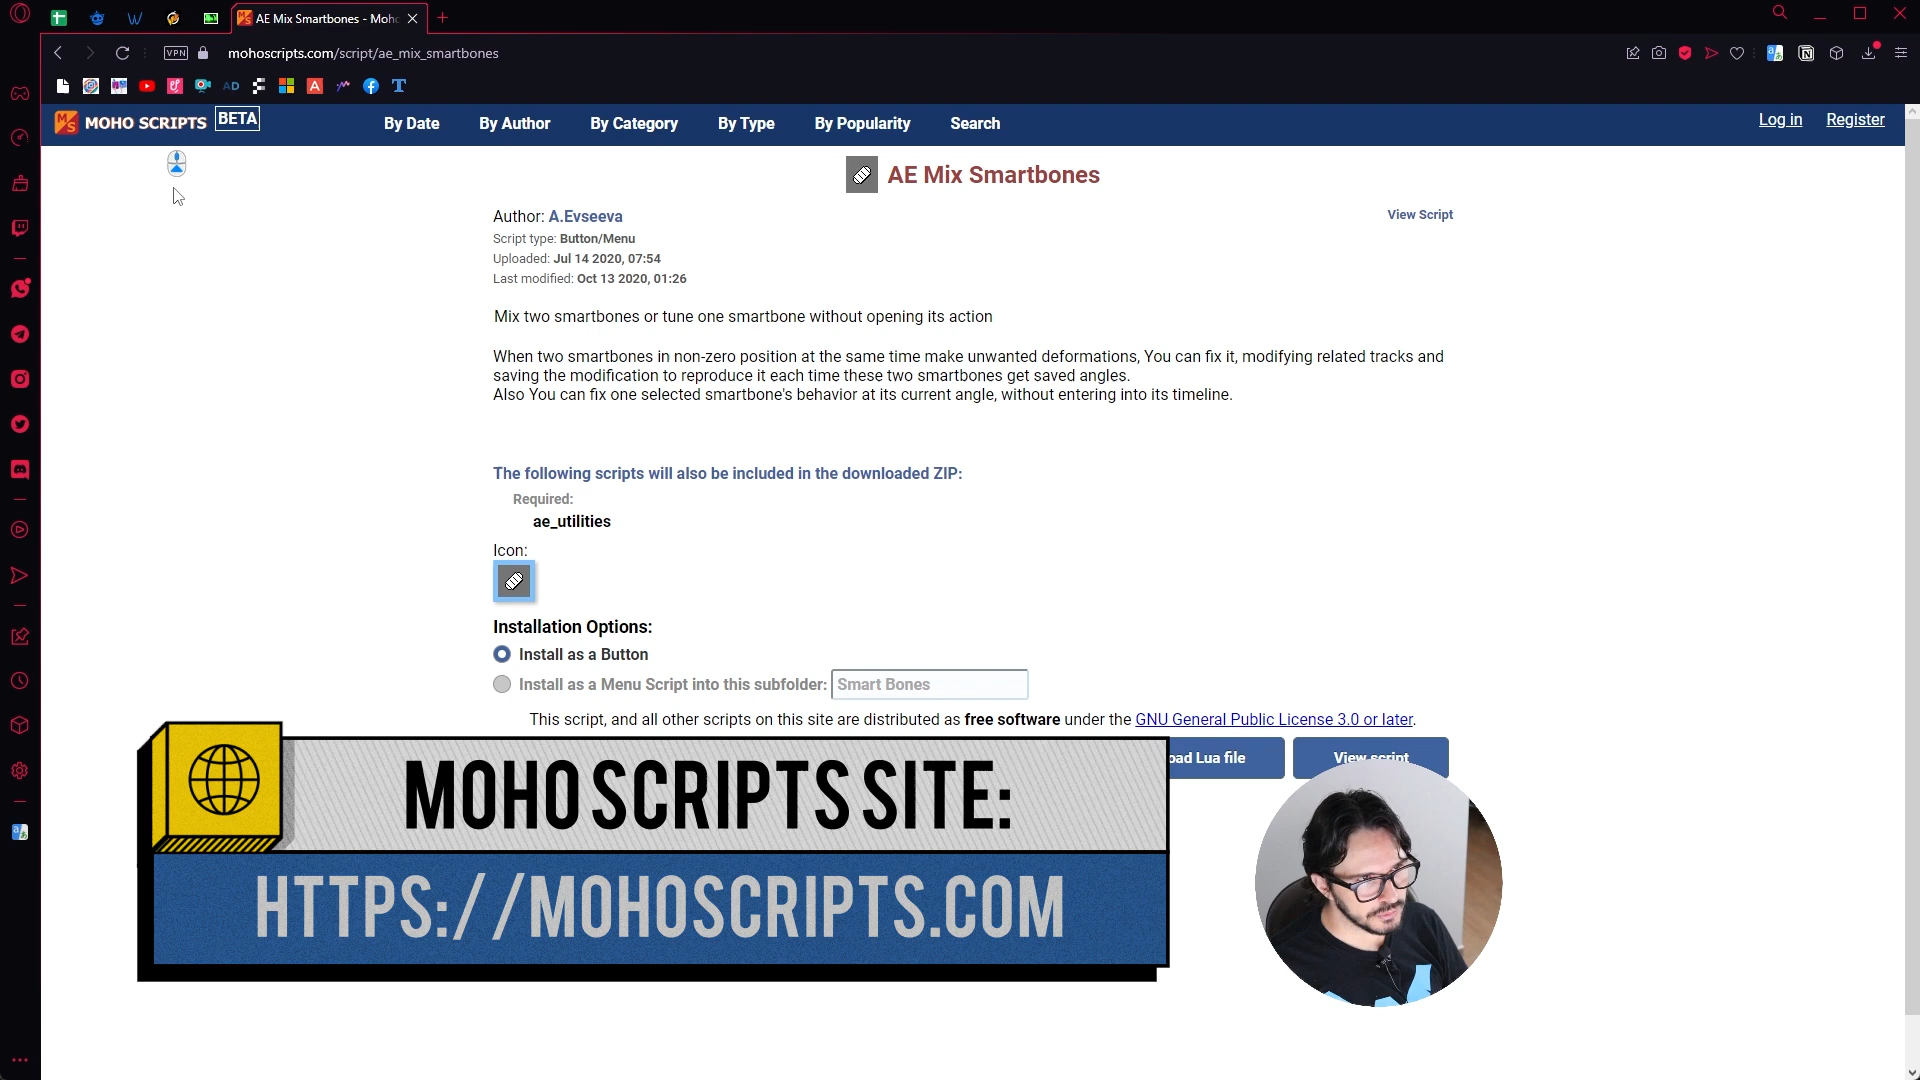 AE Mix Smartbones - Moho
VPN
mohoscripts.com/script/ae_mix_smartbones
AD
MOHO SCRIPTS BETA
By Date
By Author
By Category
By Type
By Popularity
Search
Log in
Register
AE Mix Smartbones
Author: A.Evseeva
View Script
Script type: Button/Menu
Uploaded: Jul 14 2020, 07:54
Last modified: Oct 13 2020, 01:26
Mix two smartbones or tune one smartbone without opening its action
When two smartbones in non-zero position at the same time make unwanted deformations, You can fix it, modifying related tracks and
saving the modification to reproduce it each time these two smartbones get saved angles.
Also You can fix one selected smartbone's behavior at its current angle, without entering into its timeline.
The following scripts will also be included in the downloaded ZIP:
Required:
ae_utilities
Icon:
Installation Options:
Install as a Button
Install as a Menu Script into this subfolder: Smart Bones
This script, and all other scripts on this site are distributed as free software under the GNU General Public License 3.0 or later.
oad Lua file
View script
MOHO SCRIPTS SITE:
HTTPS://MOHOSCRIPTS.COM